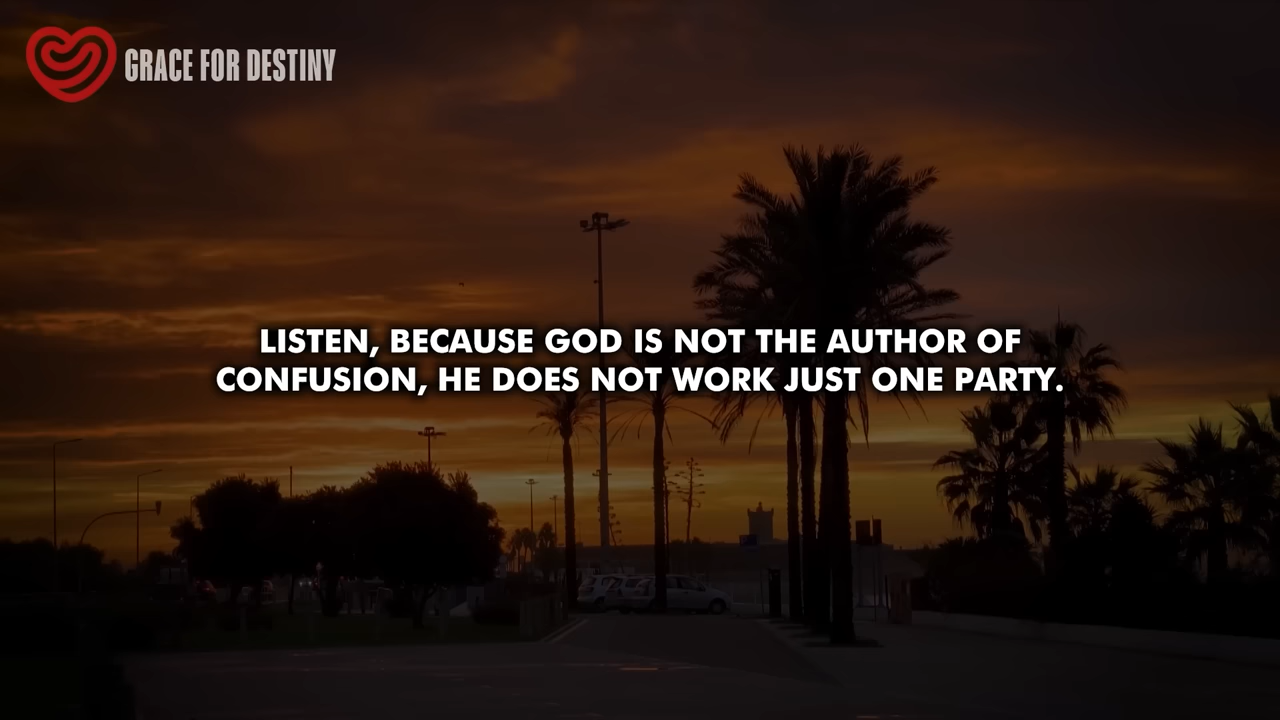 GRACE FOR DESTINY
LISTEN, BECAUSE GOD IS NOT THE AUTHOR OF
CONFUSION, HE DOES NOT WORK JUST ONE PARTY.